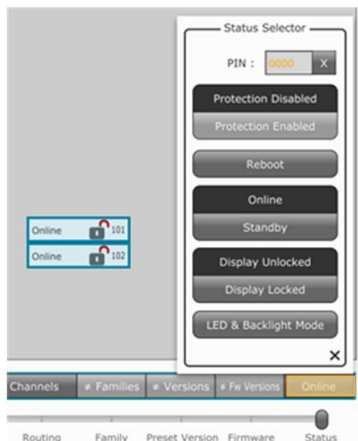 Status Selector
PIN : 0000 X
Protection Disabled
Protection Enabled
Reboot
Online
Standby
Online 101
Online 102
Display Unlocked
Display Locked
LED & Backlight Mode
×
Channels ≠ Families ≠ Versions ≠ Fw Versions Online
Routing Family Preset Version Firmware Status